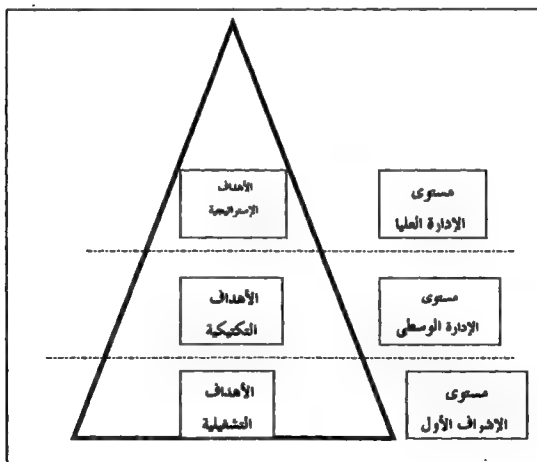 مستوى
الإدارة العليا
الأهداف
الإستراتيجية
مستوى
الإدارة الوسطى
الأهداف
التكتيكية
مستوى
الإشراف الأول
الأهداف
التشغيلية